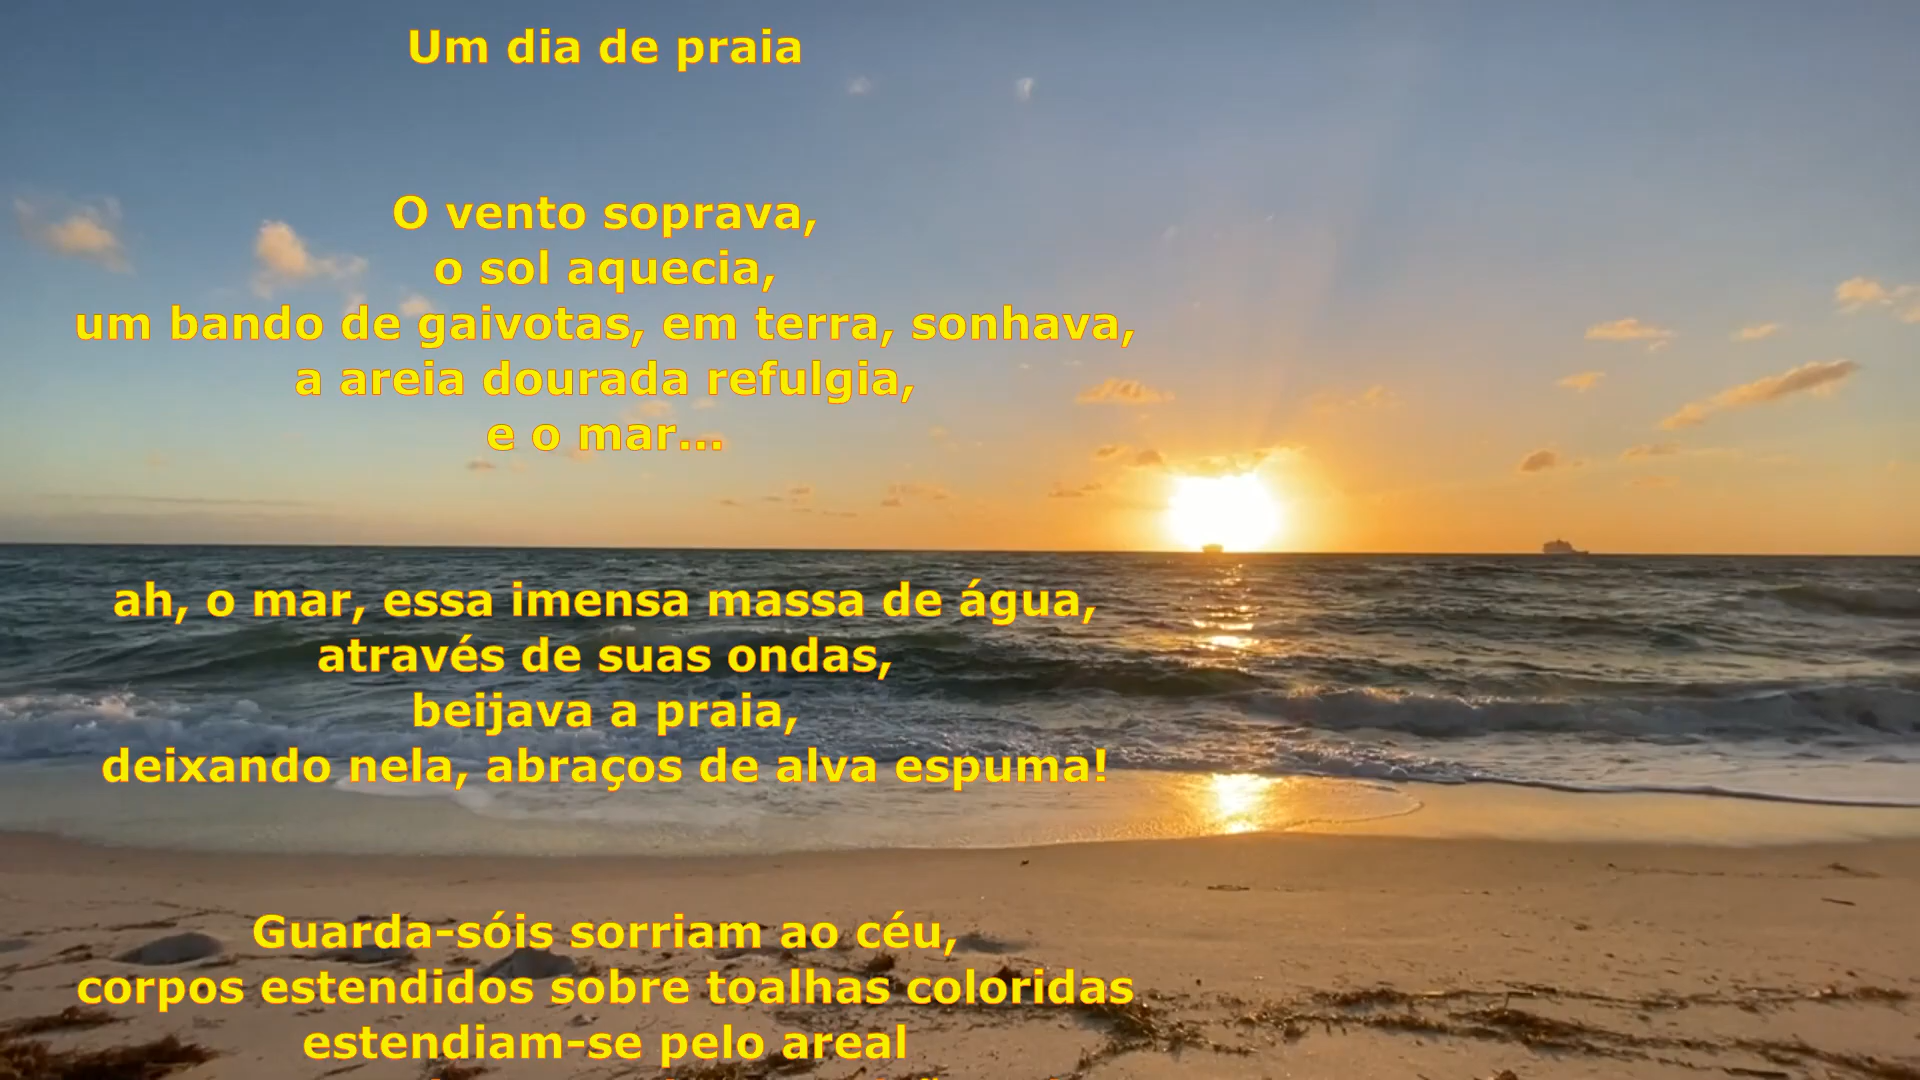 Um dia de praia
O vento soprava,
o sol aquecia,
um bando de gaivotas, em terra, sonhava,
a areia dourada refulgia,
e o mar...
ah, o mar, essa imensa massa de água,
através de suas ondas,
beijava a praia,
deixando nela, abraços de alva espuma!
Guarda-sóis sorriam ao céu,
corpos estendidos sobre toalhas coloridas
estendiam-se pelo areal